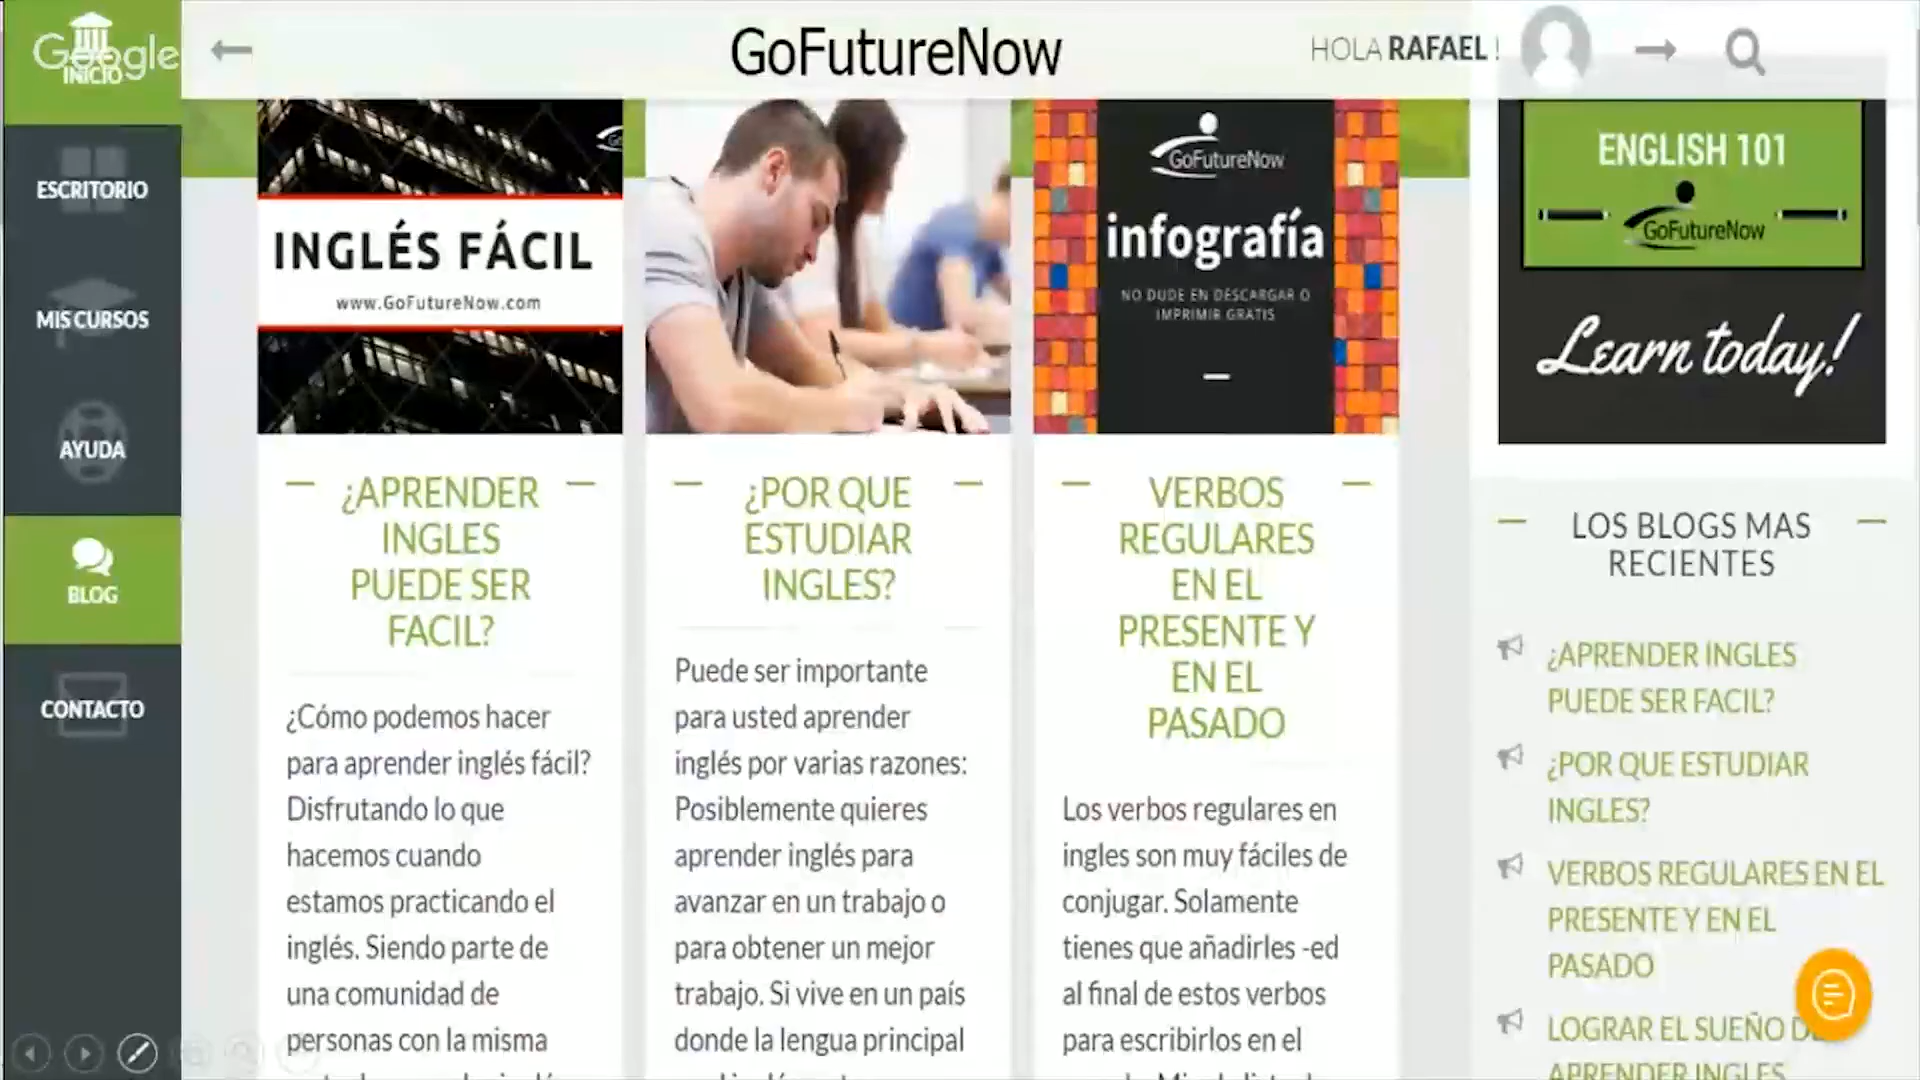 Google
INICIO
GoFutureNow
HOLA RAFAEL !
ESCRITORIO
MIS CURSOS
AYUDA
BLOG
CONTACTO
INGLÉS FÁCIL
www.GoFutureNow.com
¿APRENDER
INGLES
PUEDE SER
FACIL?
¿Cómo podemos hacer
para aprender inglés fácil?
Disfrutando lo que
hacemos cuando
estamos practicando el
inglés. Siendo parte de
una comunidad de
personas con la misma
¿POR QUE
ESTUDIAR
INGLES?
Puede ser importante
para usted aprender
inglés por varias razones:
Posiblemente quieres
aprender inglés para
avanzar en un trabajo o
para obtener un mejor
trabajo. Si vive en un país
donde la lengua principal
GoFutureNow
infografía
NO DUDE EN DESCARGAR O
IMPRIMIR GRATIS
VERBOS
REGULARES
EN EL
PRESENTE Y
EN EL
PASADO
Los verbos regulares en
ingles son muy fáciles de
conjugar. Solamente
tienes que añadirles -ed
al final de estos verbos
para escribirlos en el
ENGLISH 101
GoFutureNow
Learn today!
LOS BLOGS MAS
RECIENTES
¿APRENDER INGLES
PUEDE SER FACIL?
¿POR QUE ESTUDIAR
INGLES?
VERBOS REGULARES EN EL
PRESENTE Y EN EL
PASADO
LOGRAR EL SUEÑO
APRENDER INGLES